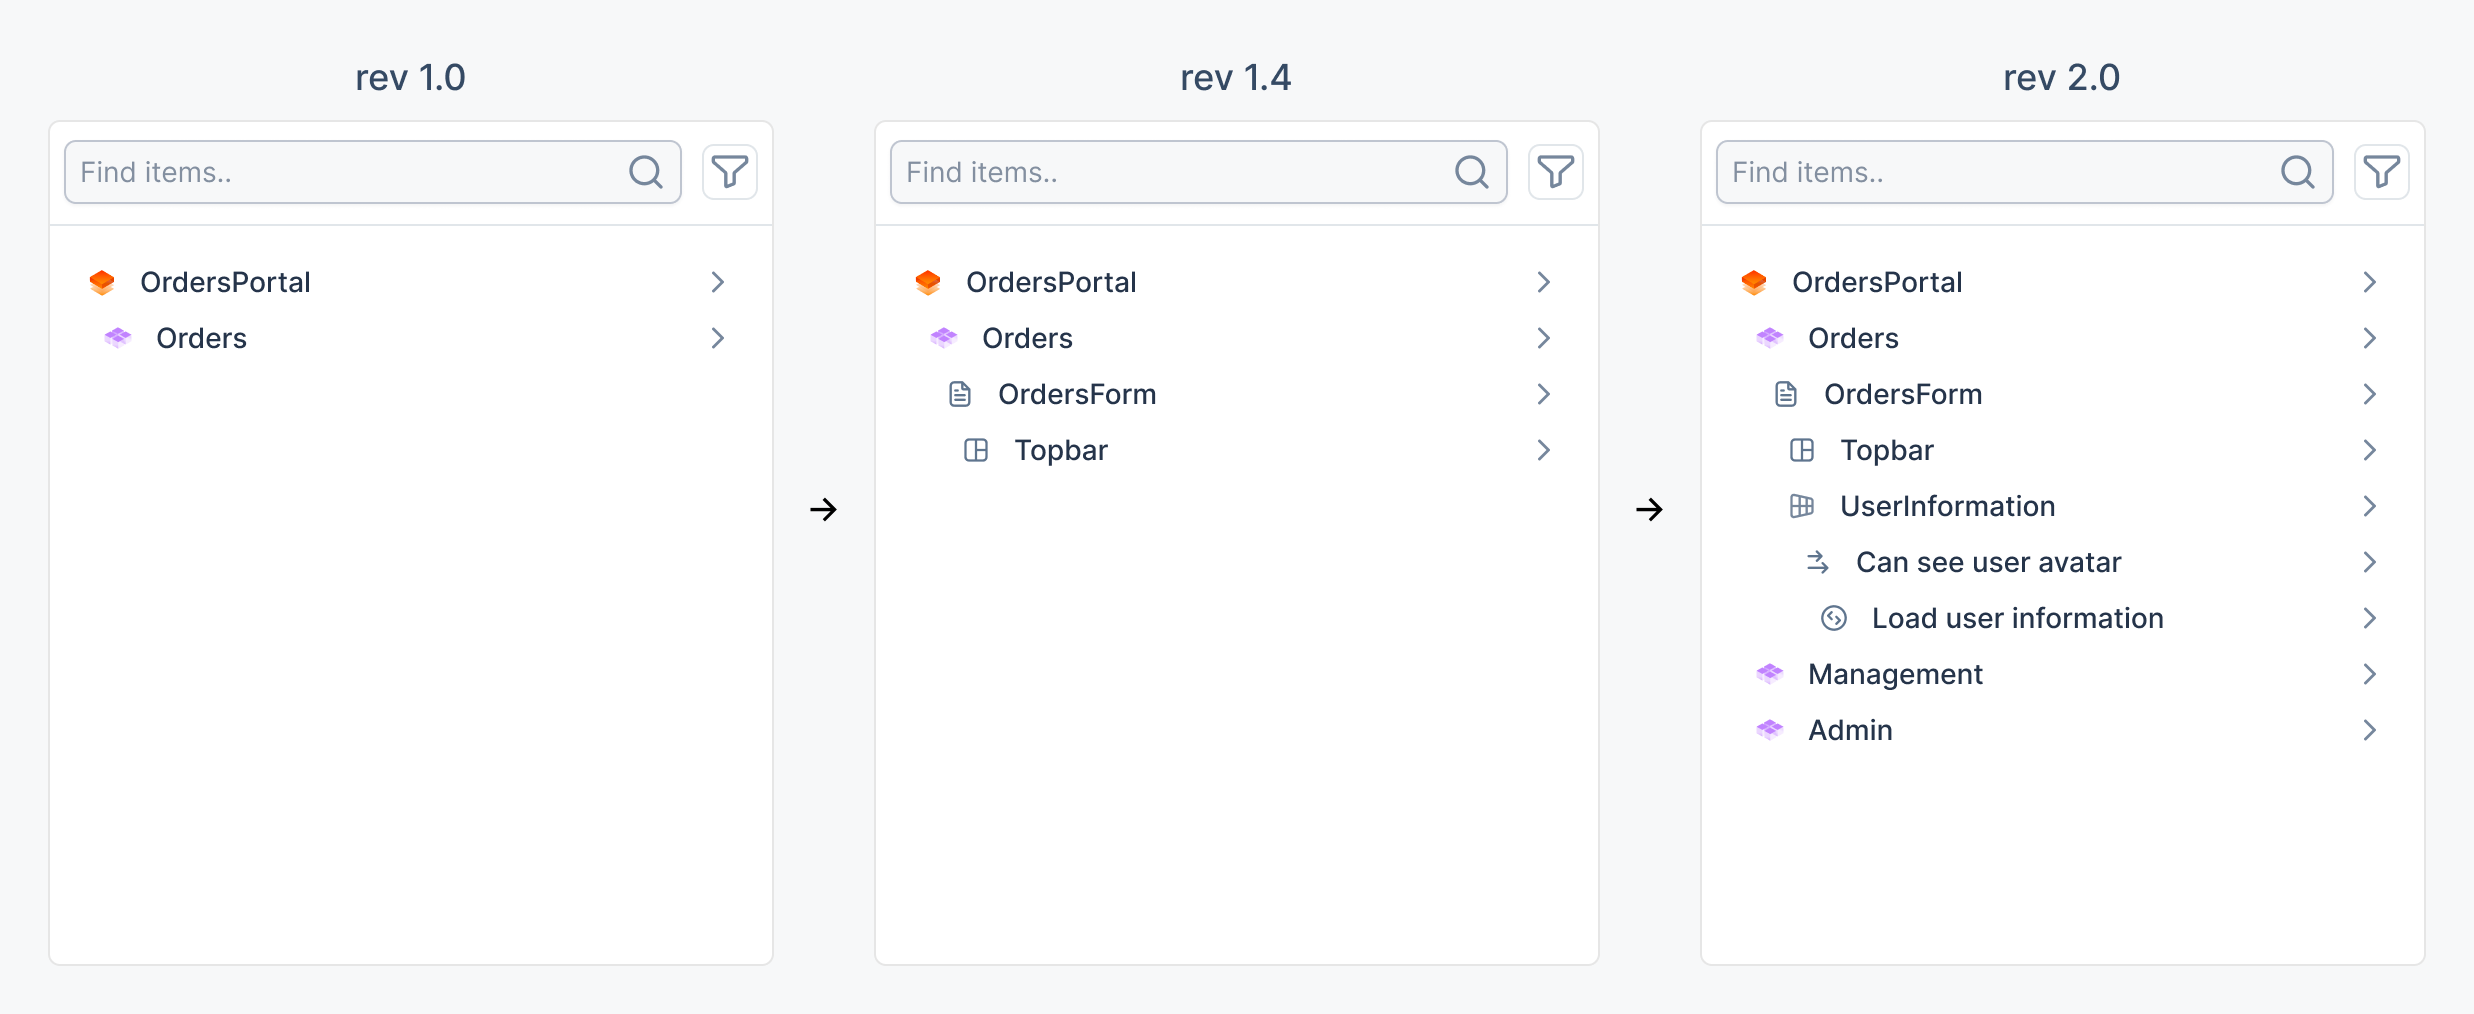 rev 1.0
Find items..
OrdersPortal
Orders
rev 1.4
Find items..
OrdersPortal
Orders
OrdersForm
Topbar
rev 2.0
Find items..
OrdersPortal
Orders
OrdersForm
Topbar
UserInformation
Can see user avatar
Load user information
Management
Admin